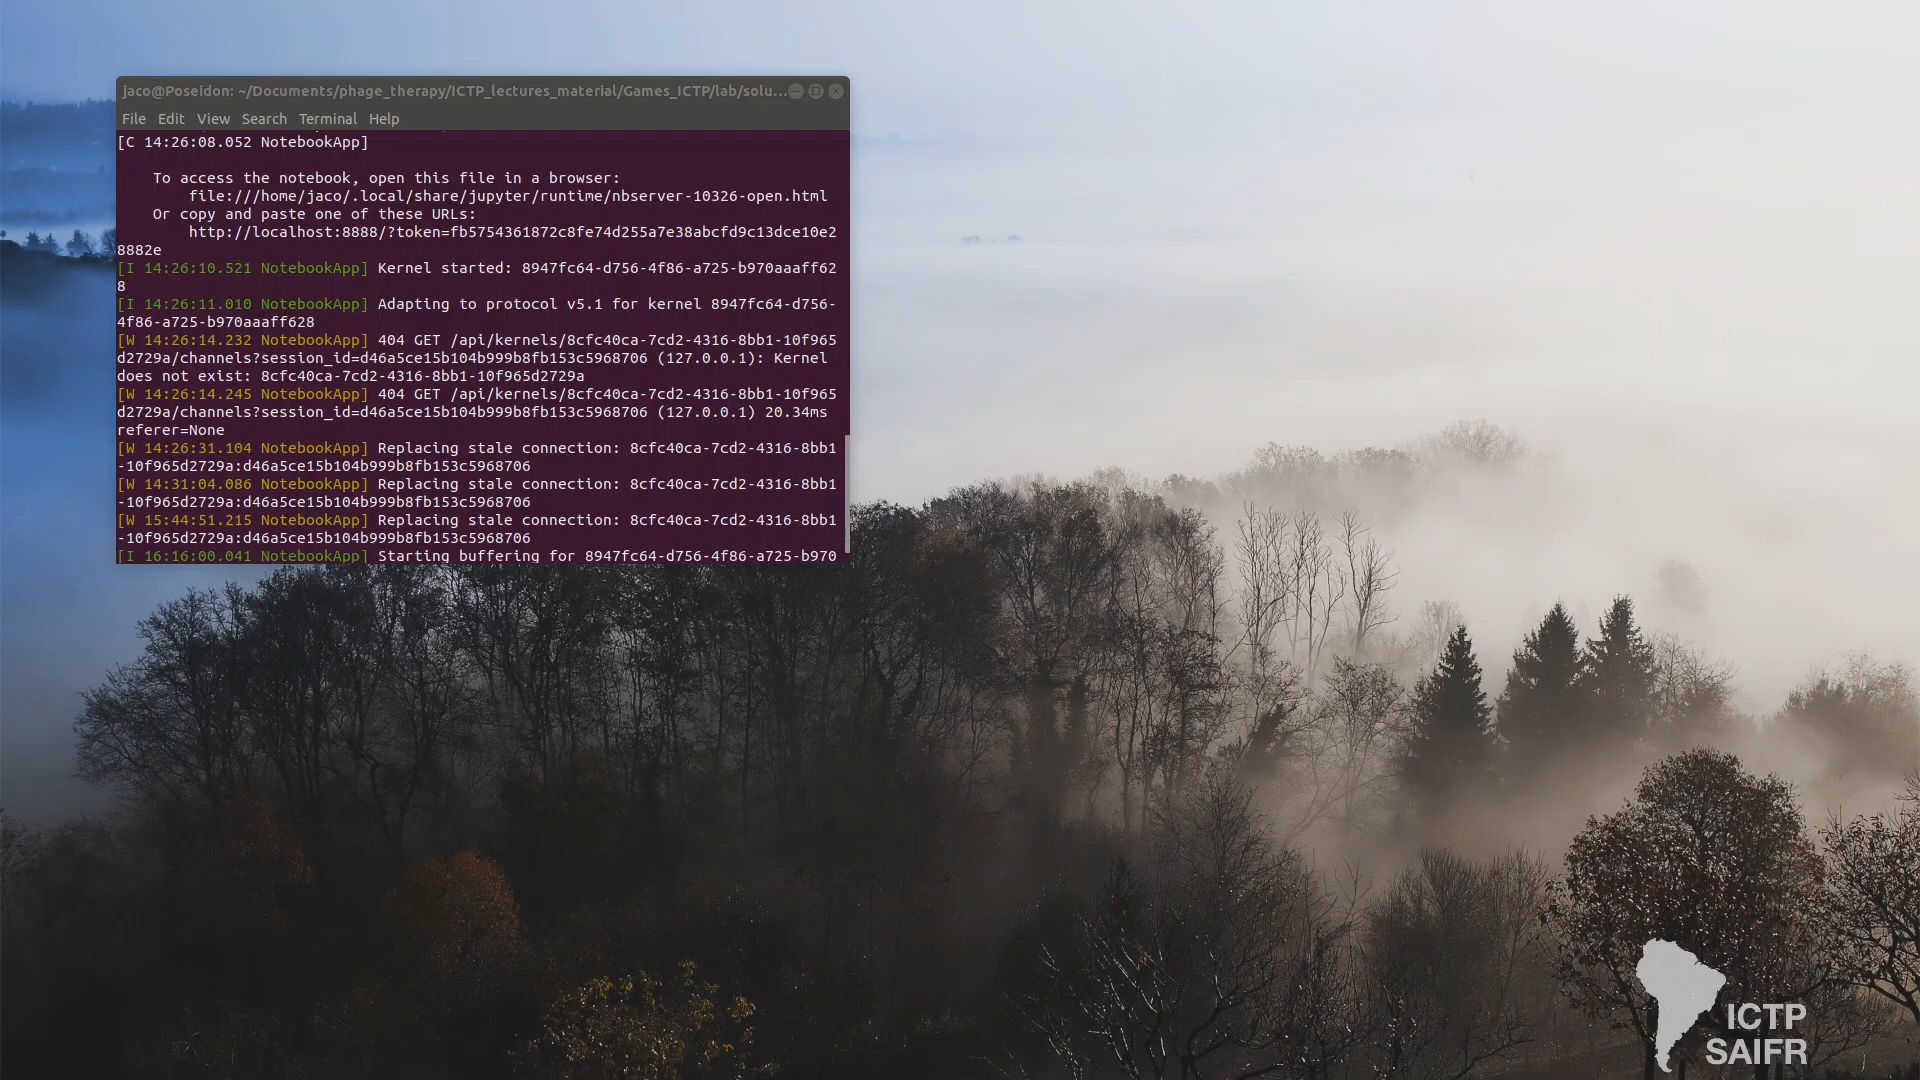 jaco@Poseidon: ~/Documents/phage_therapy/ICTP_lectures_material/Games_ICTP/lab/solu...
File Edit View Search Terminal Help
[C 14:26:08.052 NotebookApp]
To access the notebook, open this file in a browser:
file:///home/jaco/.local/share/jupyter/runtime/nbserver-10326-open.html
Or copy and paste one of these URLs:
http://localhost:8888/?token=fb5754361872c8fe74d255a7e38abcfd9c13dce10e2
8882e
[I 14:26:10.521 NotebookApp] Kernel started: 8947fc64-d756-4f86-a725-b970aaaff62
8
[I 14:26:11.010 NotebookApp] Adapting to protocol v5.1 for kernel 8947fc64-d756-
4f86-a725-b970aaaff628
[W 14:26:14.232 NotebookApp] 404 GET /api/kernels/8cfc40ca-7cd2-4316-8bb1-10f965
d2729a/channels?session_id=d46a5ce15b104b999b8fb153c5968706 (127.0.0.1): Kernel
does not exist: 8cfc40ca-7cd2-4316-8bb1-10f965d2729a
[W 14:26:14.245 NotebookApp] 404 GET /api/kernels/8cfc40ca-7cd2-4316-8bb1-10f965
d2729a/channels?session_id=d46a5ce15b104b999b8fb153c5968706 (127.0.0.1) 20.34ms
referer=None
[W 14:26:31.104 NotebookApp] Replacing stale connection: 8cfc40ca-7cd2-4316-8bb1
-10f965d2729a:d46a5ce15b104b999b8fb153c5968706
[W 14:31:04.086 NotebookApp] Replacing stale connection: 8cfc40ca-7cd2-4316-8bb1
-10f965d2729a:d46a5ce15b104b999b8fb153c5968706
[W 15:44:51.215 NotebookApp] Replacing stale connection: 8cfc40ca-7cd2-4316-8bb1
-10f965d2729a:d46a5ce15b104b999b8fb153c5968706
[I 16:16:00.041 NotebookApp] Starting buffering for 8947fc64-d756-4f86-a725-b970
ICTP
SAIFR